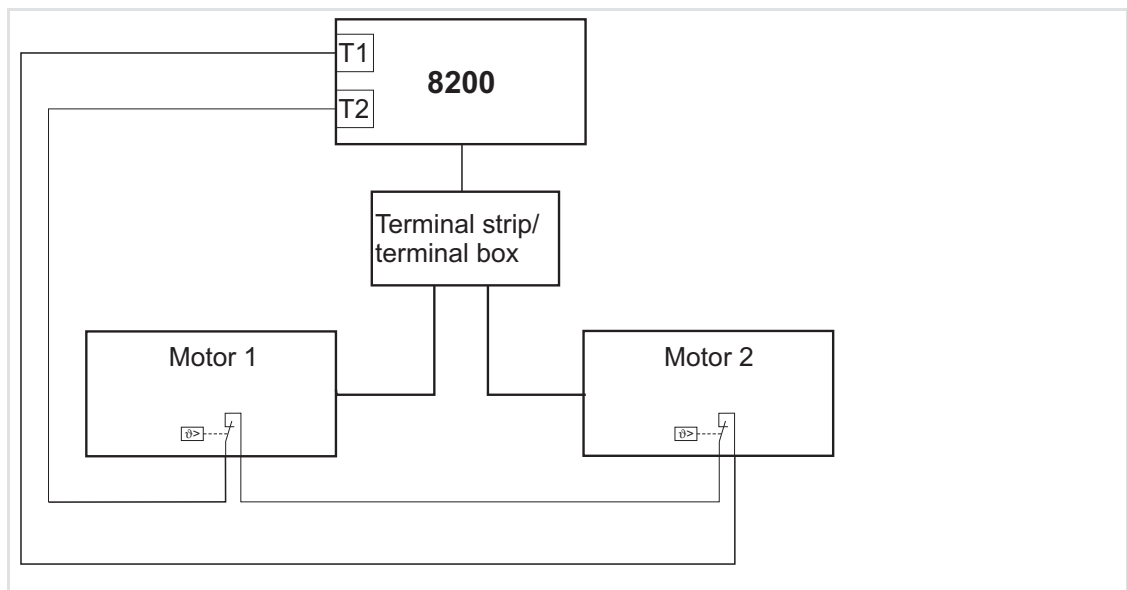 T1
8200
T2
Terminal strip/
terminal box
Motor 1
Motor 2
ϑ>
ϑ>